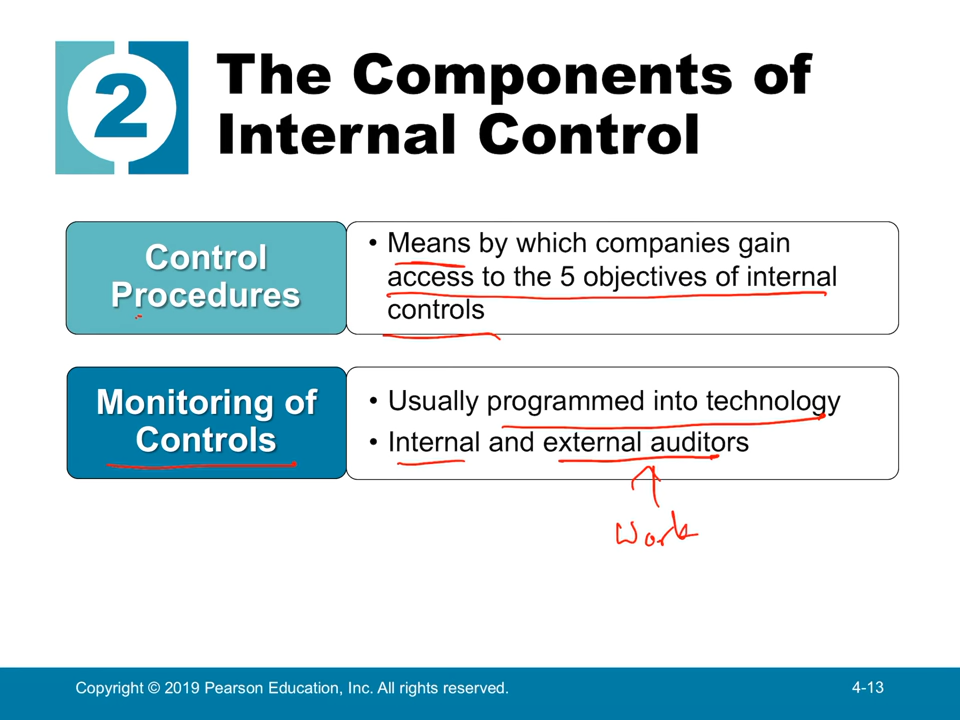 2
The Components of
Internal Control
Control
Procedures
• Means by which companies gain
access to the 5 objectives of internal
controls
Monitoring of
Controls
• Usually programmed into technology
• Internal and external auditors
Work
Copyright © 2019 Pearson Education, Inc. All rights reserved.
4-13